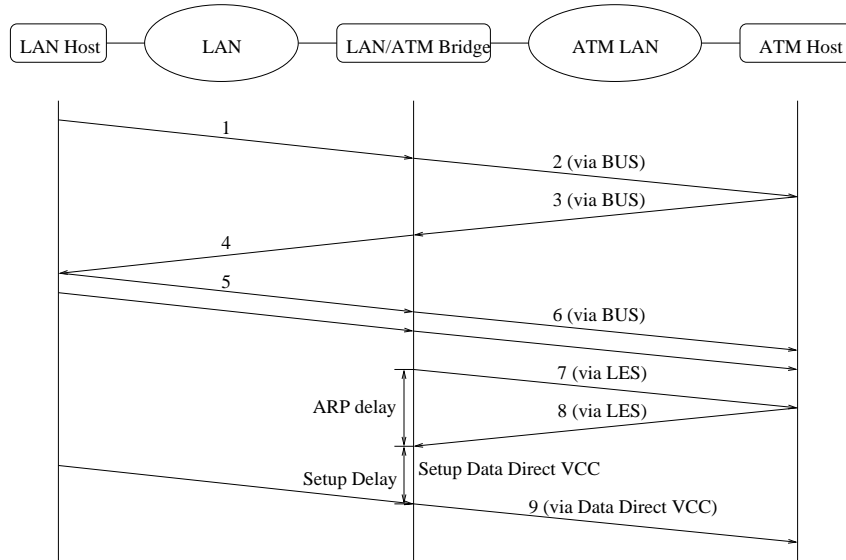 LAN Host
LAN
LAN/ATM Bridge
ATM LAN
ATM Host
1
2 (via BUS)
3 (via BUS)
4
5
6 (via BUS)
7 (via LES)
ARP delay
8 (via LES)
Setup Data Direct VCC
Setup Delay
9 (via Data Direct VCC)